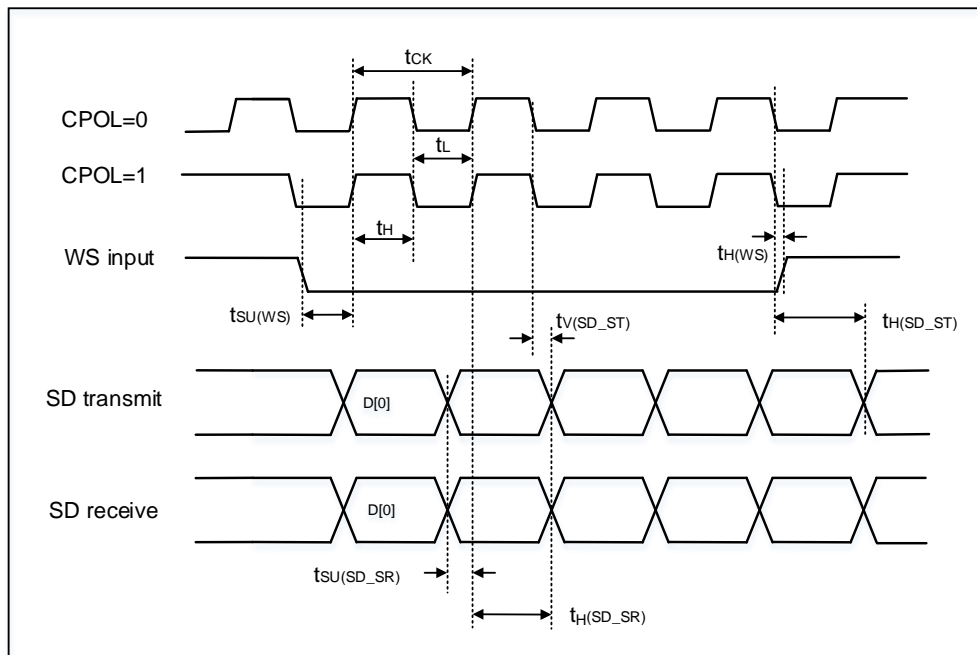 tCK
CPOL=0
tL
CPOL=1
tH
tH(WS)
WS input
tSU(WS)
tV(SD_ST)
tH(SD_ST)
SD transmit
D[0]
SD receive
D[0]
tSU(SD_SR)
tH(SD_SR)